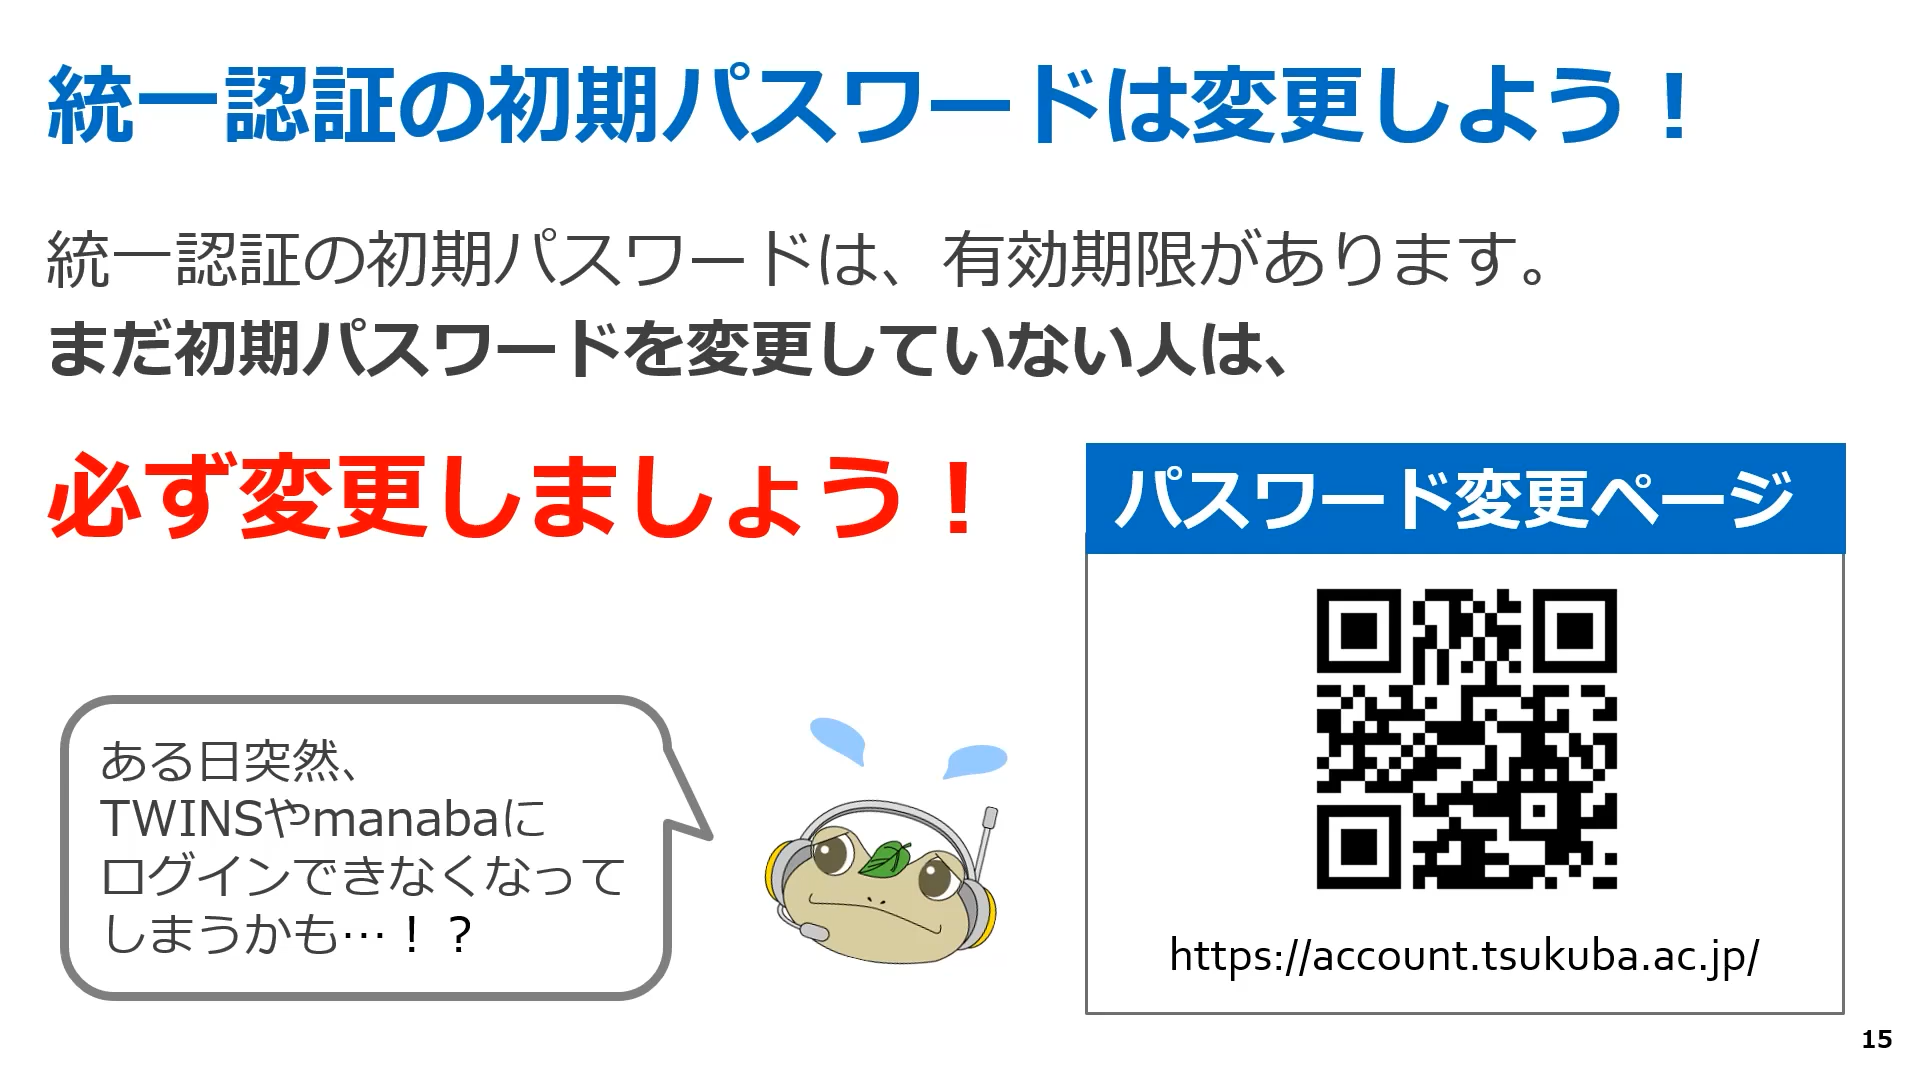 統一認証の初期パスワードは変更しよう！
統一認証の初期パスワードは、有効期限があります。
まだ初期パスワードを変更していない人は、
必ず変更しましょう！
ある日突然、
TWINSやmanabaに
ログインできなくなって
しまうかも…！？
パスワード変更ページ
https://account.tsukuba.ac.jp/
15